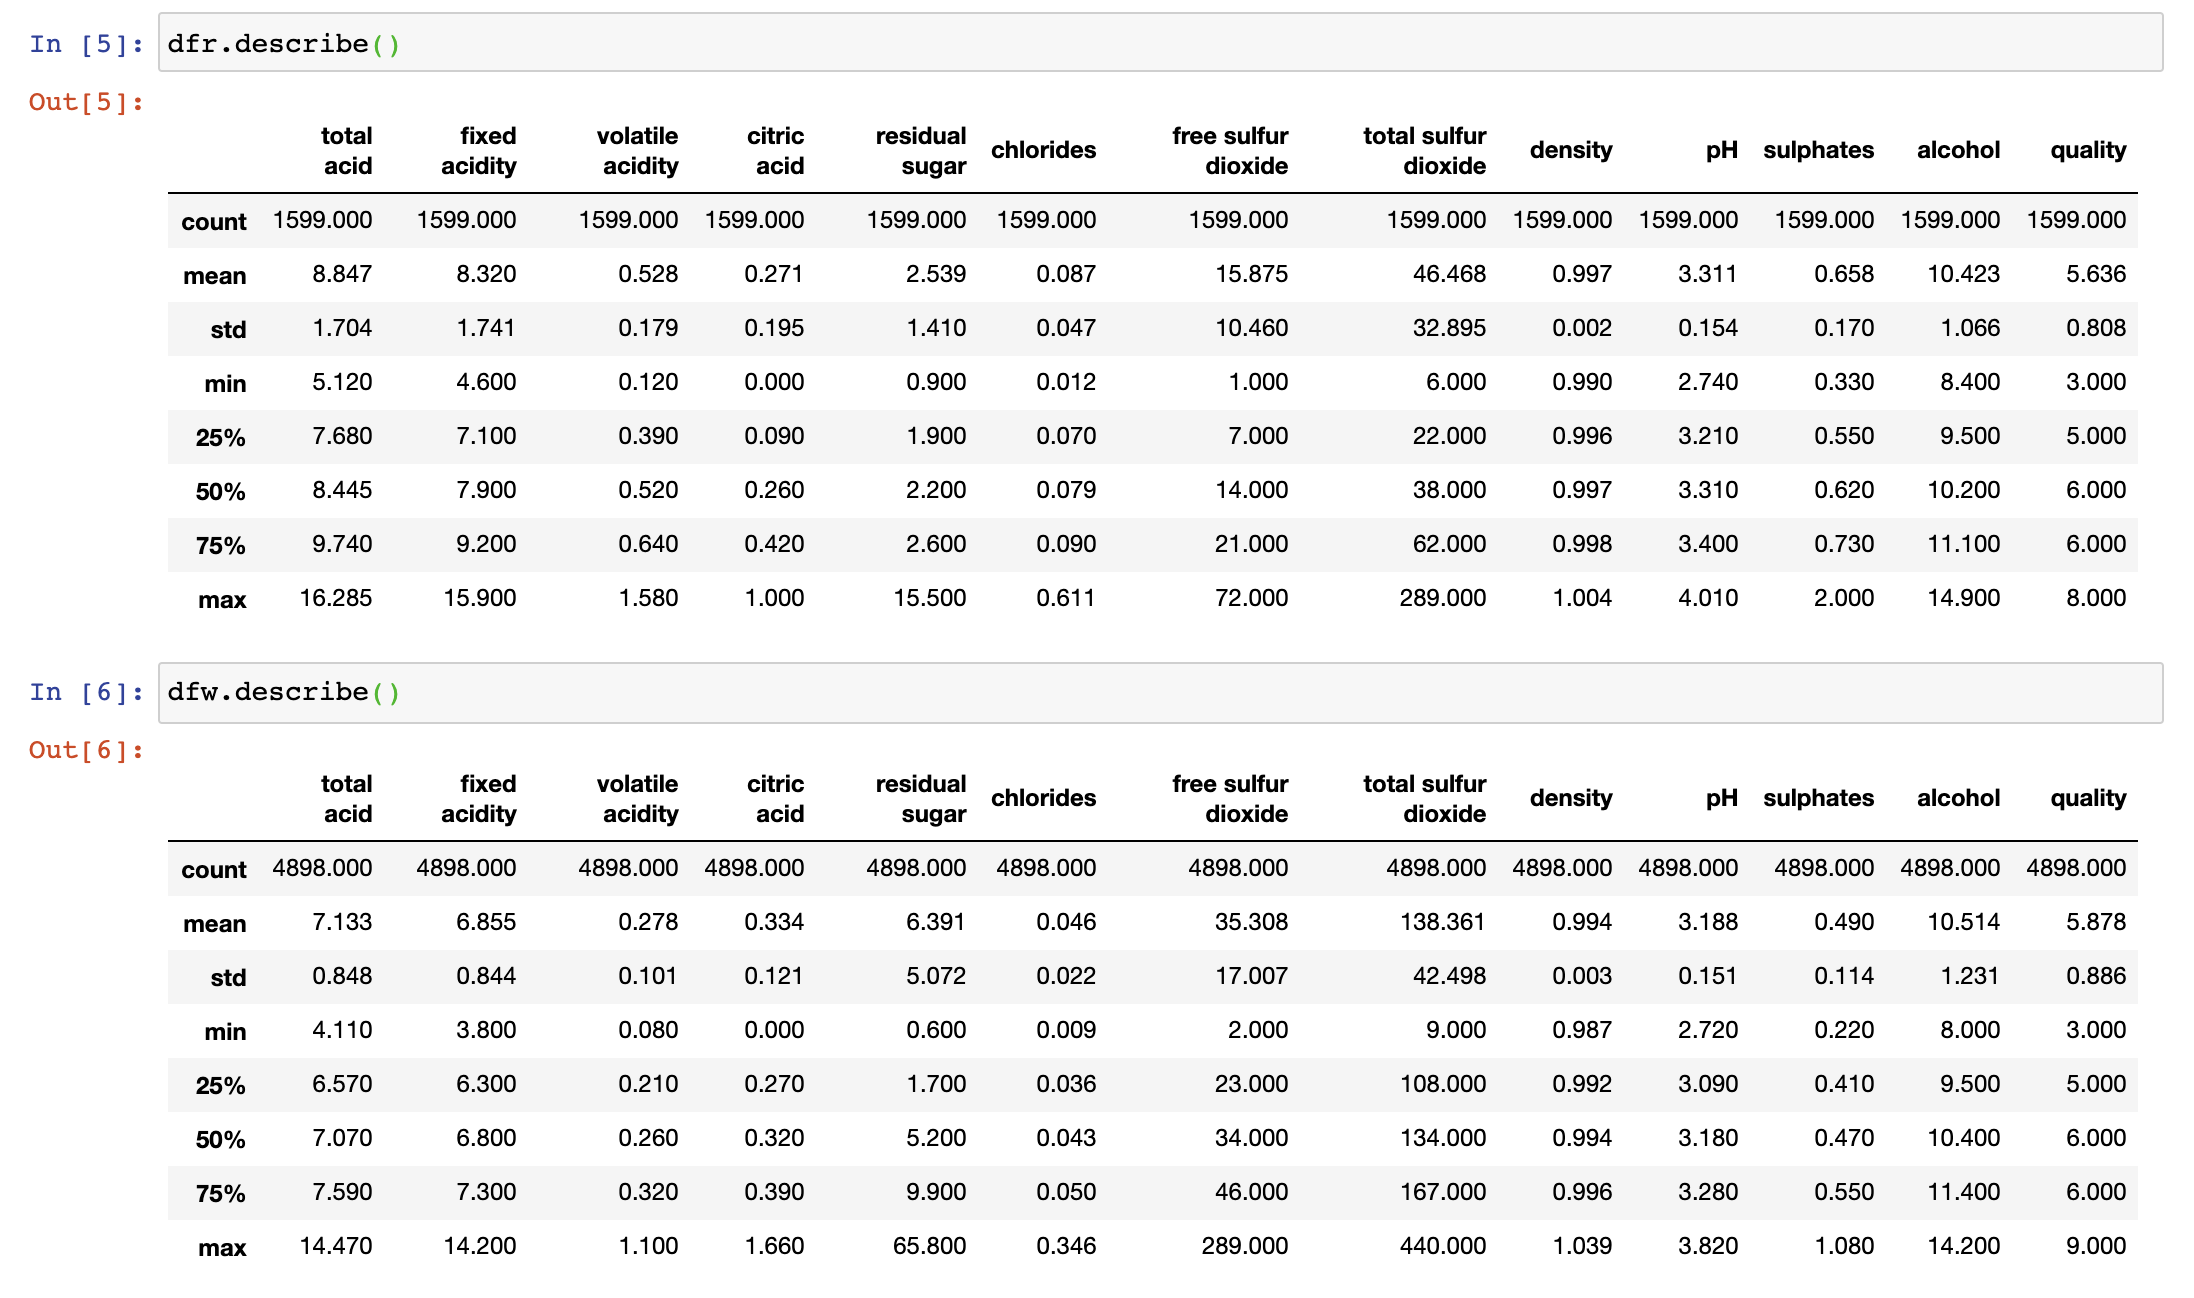 In [5]: dfr.describe()
Out[5]:
total acid fixed acidity volatile acidity citric acid residual sugar chlorides free sulfur dioxide total sulfur dioxide density pH sulphates alcohol quality
count 1599.000 1599.000 1599.000 1599.000 1599.000 1599.000 1599.000 1599.000 1599.000 1599.000 1599.000 1599.000 1599.000
mean 8.847 8.320 0.528 0.271 2.539 0.087 15.875 46.468 0.997 3.311 0.658 10.423 5.636
std 1.704 1.741 0.179 0.195 1.410 0.047 10.460 32.895 0.002 0.154 0.170 1.066 0.808
min 5.120 4.600 0.120 0.000 0.900 0.012 1.000 6.000 0.990 2.740 0.330 8.400 3.000
25% 7.680 7.100 0.390 0.090 1.900 0.070 7.000 22.000 0.996 3.210 0.550 9.500 5.000
50% 8.445 7.900 0.520 0.260 2.200 0.079 14.000 38.000 0.997 3.310 0.620 10.200 6.000
75% 9.740 9.200 0.640 0.420 2.600 0.090 21.000 62.000 0.998 3.400 0.730 11.100 6.000
max 16.285 15.900 1.580 1.000 15.500 0.611 72.000 289.000 1.004 4.010 2.000 14.900 8.000
In [6]: dfw.describe()
Out[6]:
total acid fixed acidity volatile acidity citric acid residual sugar chlorides free sulfur dioxide total sulfur dioxide density pH sulphates alcohol quality
count 4898.000 4898.000 4898.000 4898.000 4898.000 4898.000 4898.000 4898.000 4898.000 4898.000 4898.000 4898.000 4898.000
mean 7.133 6.855 0.278 0.334 6.391 0.046 35.308 138.361 0.994 3.188 0.490 10.514 5.878
std 0.848 0.844 0.101 0.121 5.072 0.022 17.007 42.498 0.003 0.151 0.114 1.231 0.886
min 4.110 3.800 0.080 0.000 0.600 0.009 2.000 9.000 0.987 2.720 0.220 8.000 3.000
25% 6.570 6.300 0.210 0.270 1.700 0.036 23.000 108.000 0.992 3.090 0.410 9.500 5.000
50% 7.070 6.800 0.260 0.320 5.200 0.043 34.000 134.000 0.994 3.180 0.470 10.400 6.000
75% 7.590 7.300 0.320 0.390 9.900 0.050 46.000 167.000 0.996 3.280 0.550 11.400 6.000
max 14.470 14.200 1.100 1.660 65.800 0.346 289.000 440.000 1.039 3.820 1.080 14.200 9.000